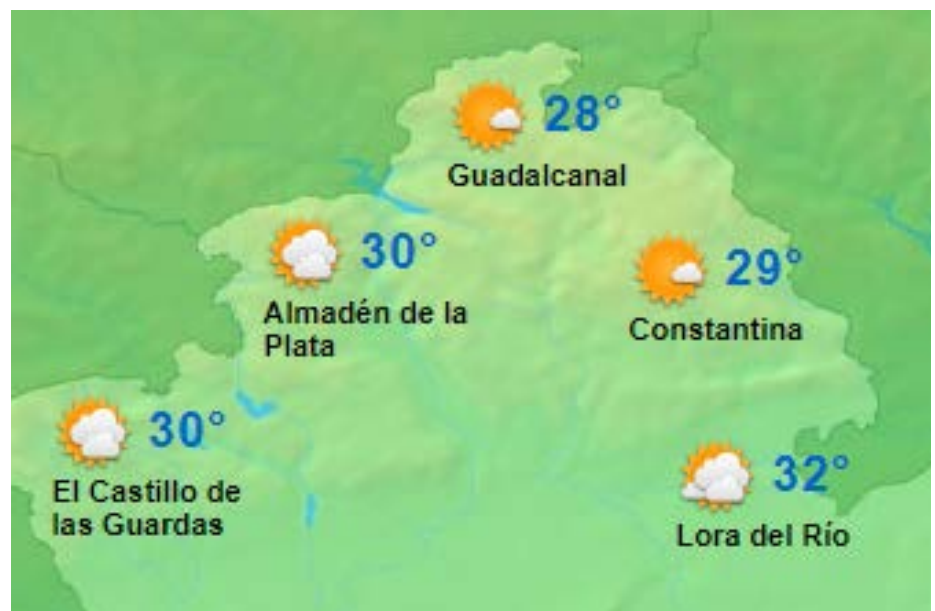 28°
Guadalcanal
30°
Almadén de la
Plata
29°
Constantina
30°
El Castillo de
las Guardas
32°
Lora del Río